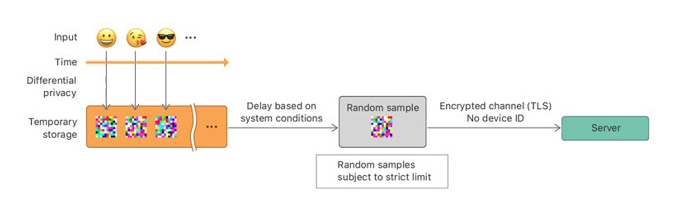 Input
...
Time
Differential
privacy
Temporary
storage
...
Delay based on
system conditions
Random sample
Encrypted channel (TLS)
No device ID
Server
Random samples
subject to strict limit